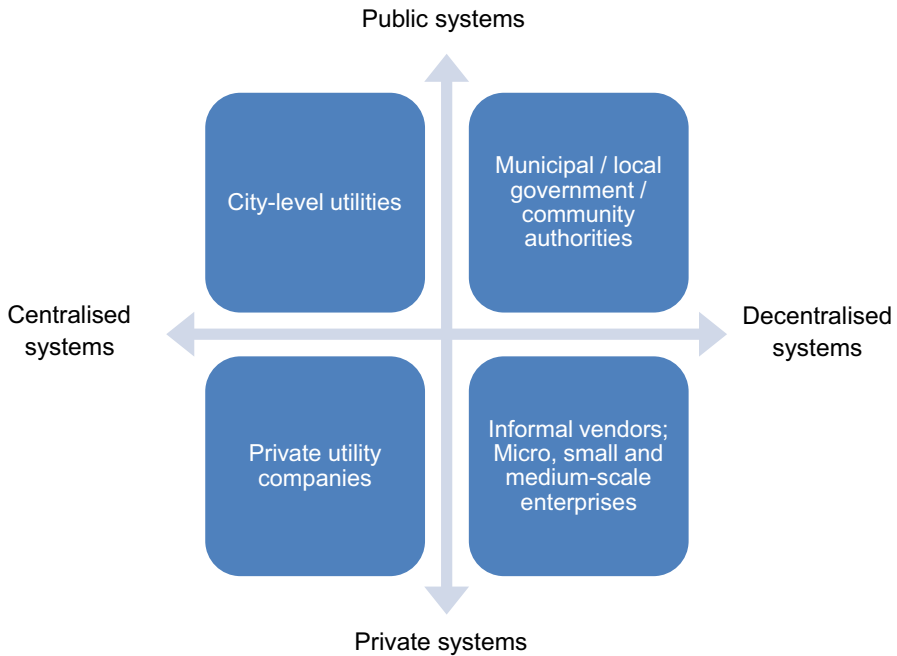 Public systems
City-level utilities
Municipal / local
government /
community
authorities
Centralised
systems
Decentralised
systems
Private utility
companies
Informal vendors;
Micro, small and
medium-scale
enterprises
Private systems